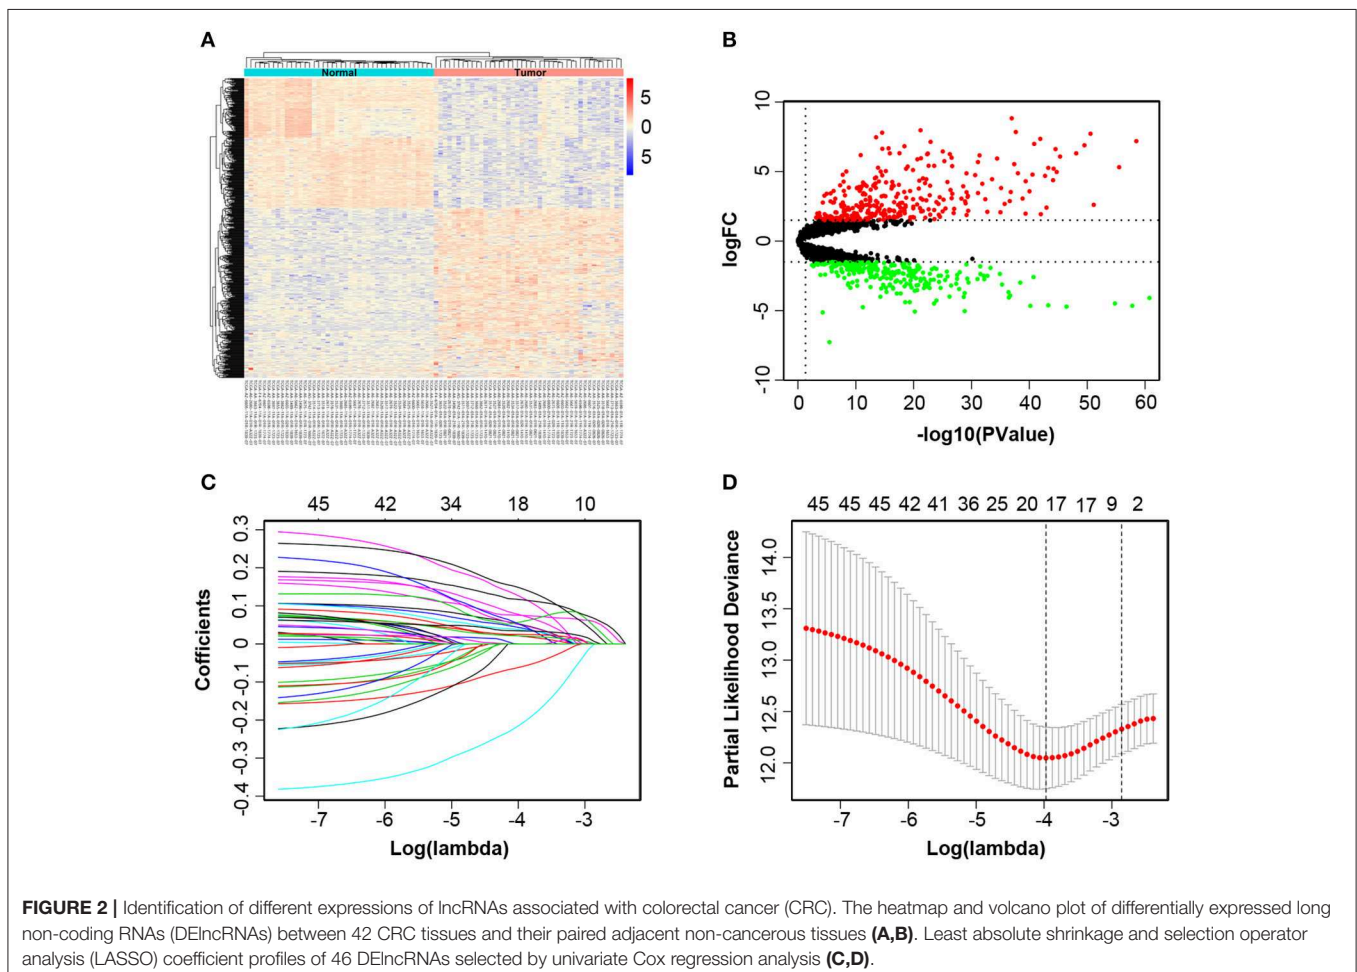 A
Normal
Tumor
5
0
5
B
10
5
0
-5
-10
logFC
0 10 20 30 40 50 60
-log10(PValue)
C
45 42 34 18 10
0.3
0.2
0.1
0
-0.1
-0.2
-0.3
-0.4
Cofficients
-7 -6 -5 -4 -3
Log(lambda)
D
45 45 45 42 41 36 25 20 17 17 9 2
14.0
13.5
13.0
12.5
12.0
Partial Likelihood Deviance
-7 -6 -5 -4 -3
Log(lambda)
FIGURE 2 | Identification of different expressions of lncRNAs associated with colorectal cancer (CRC). The heatmap and volcano plot of differentially expressed long
non-coding RNAs (DElncRNAs) between 42 CRC tissues and their paired adjacent non-cancerous tissues (A,B). Least absolute shrinkage and selection operator
analysis (LASSO) coefficient profiles of 46 DElncRNAs selected by univariate Cox regression analysis (C,D).